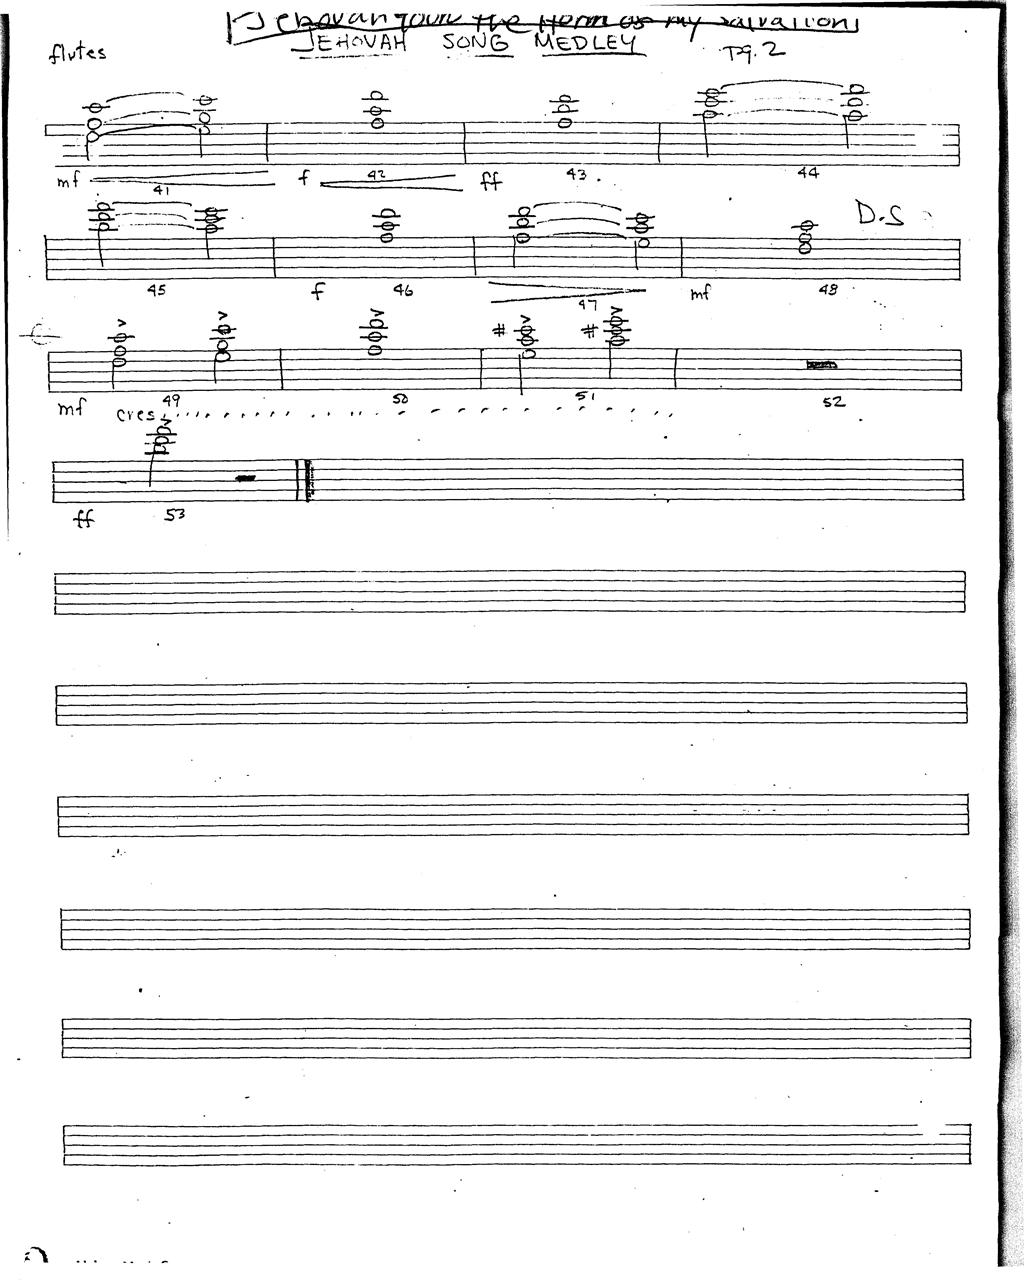 Jehovah thou the Horn of my salvation
JEHOVAH SONG MEDLEY
pg. 2
flutes
mf 41 f 42 ff 43 44
D.S
45 f 46 47 mf 48
mf cres 49 50 51 52
ff 53